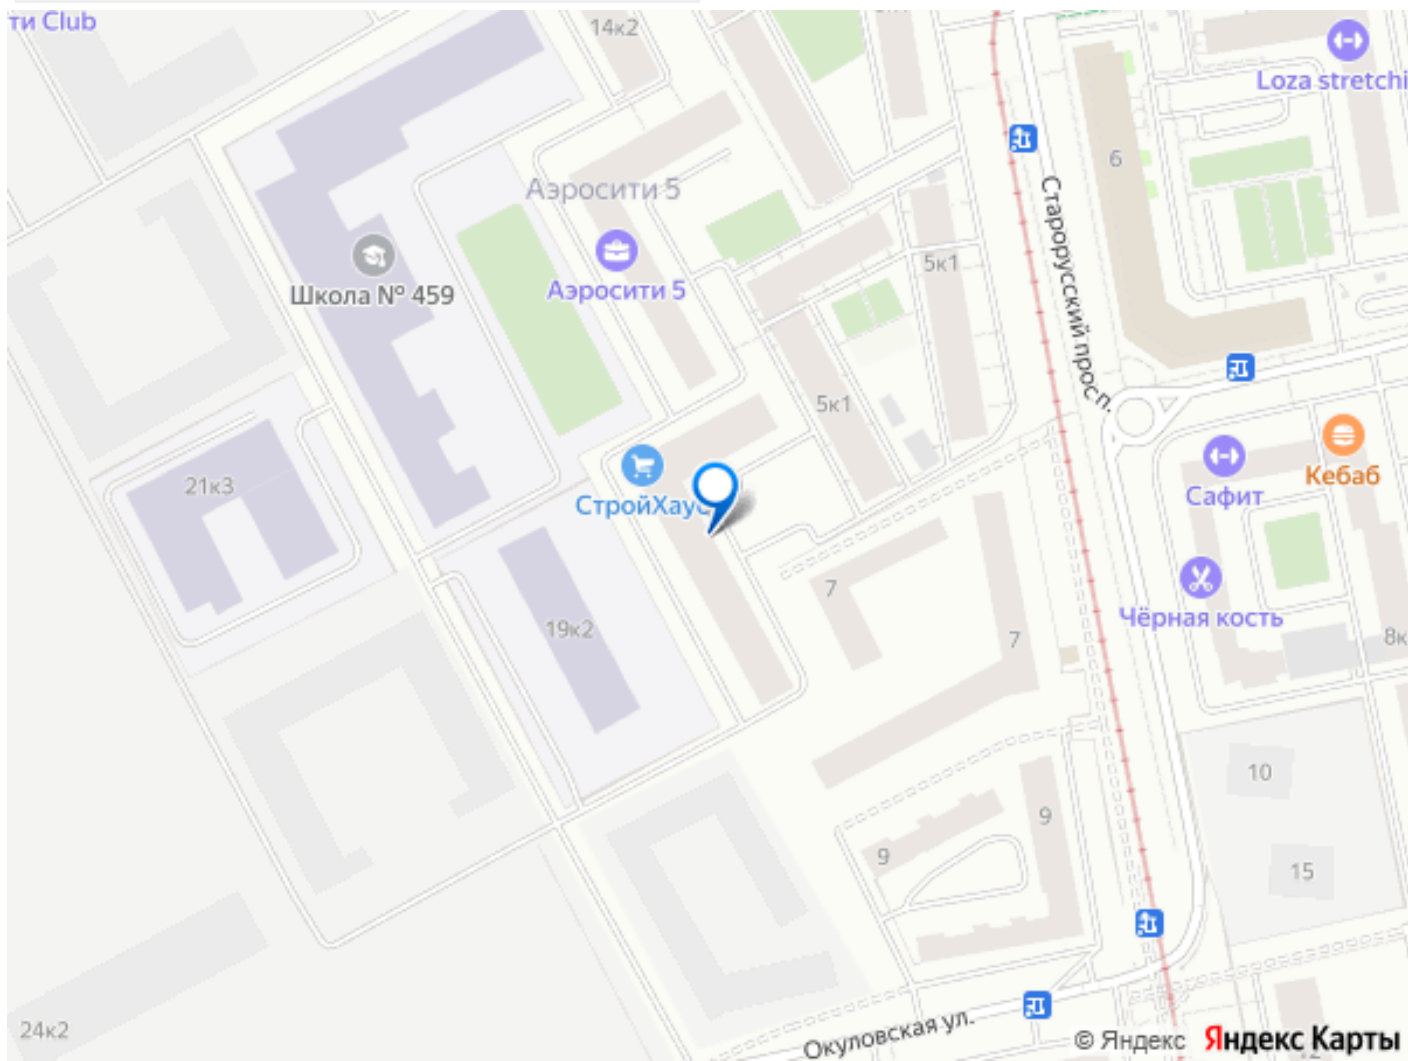 ти Club
14к2
Loza stretchi
6
Аэросити 5
Старорусский просп.
Школа № 459
Аэросити 5
5к1
5к1
21к3
СтройХаус
Сафит
Кебаб
7
Чёрная кость
19к2
7
8к
10
9
9
15
24к2
Окуловская ул.
© Яндекс Яндекс Карты